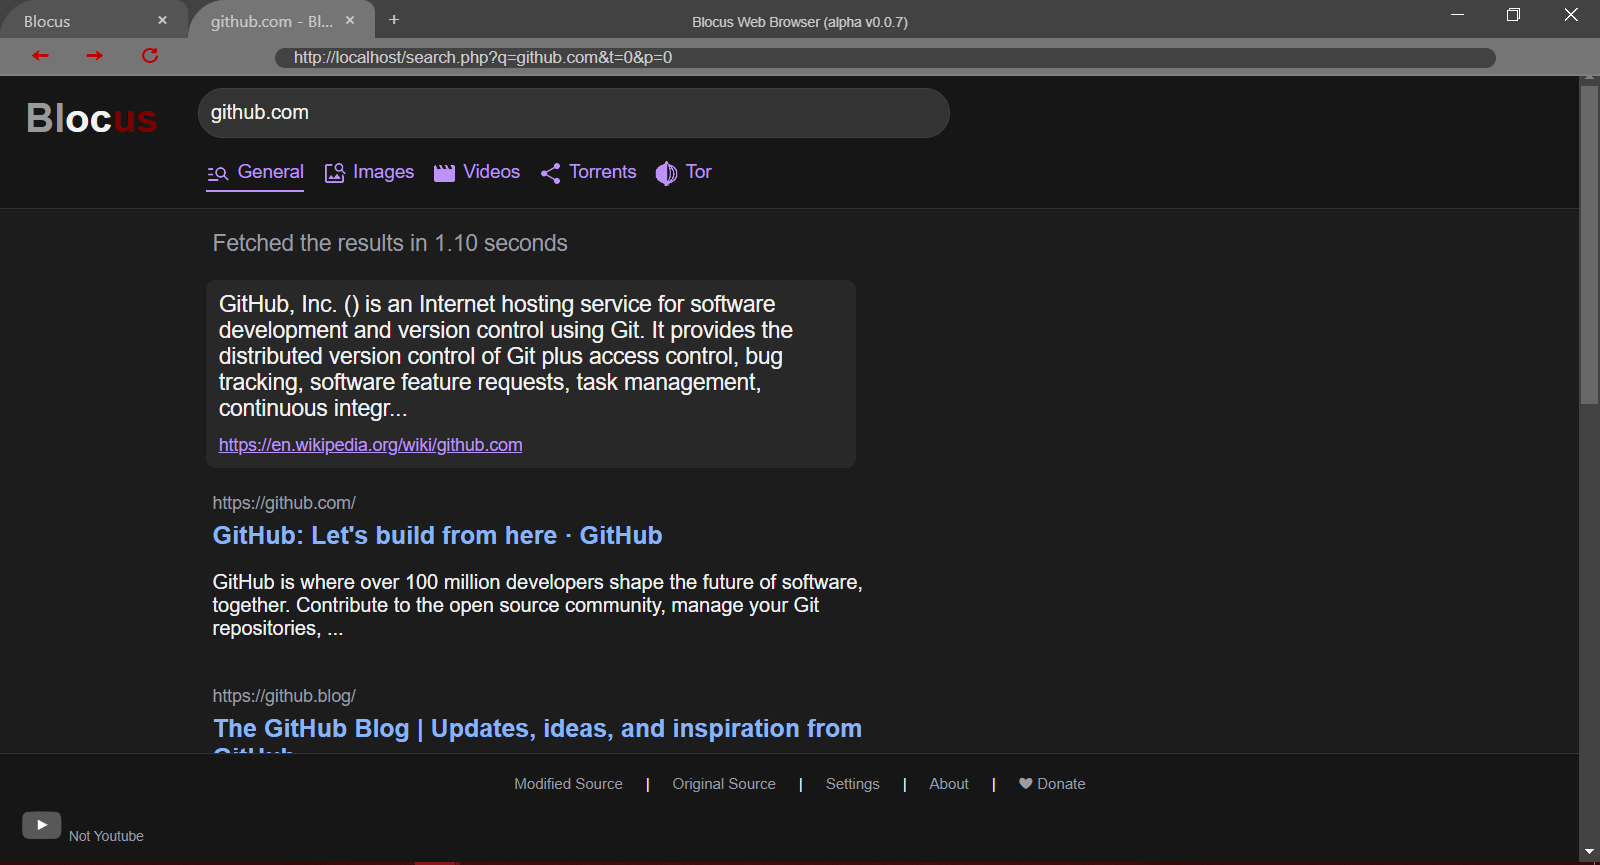 Blocus
github.com - Bl...
Blocus Web Browser (alpha v0.0.7)
http://localhost/search.php?q=github.com&t=0&p=0
Blocus
github.com
General Images Videos Torrents Tor
Fetched the results in 1.10 seconds
GitHub, Inc. () is an Internet hosting service for software
development and version control using Git. It provides the
distributed version control of Git plus access control, bug
tracking, software feature requests, task management,
continuous integr...
https://en.wikipedia.org/wiki/github.com
https://github.com/
GitHub: Let's build from here · GitHub
GitHub is where over 100 million developers shape the future of software,
together. Contribute to the open source community, manage your Git
repositories, ...
https://github.blog/
The GitHub Blog | Updates, ideas, and inspiration from
GitHub
Modified Source | Original Source | Settings | About | Donate
Not Youtube